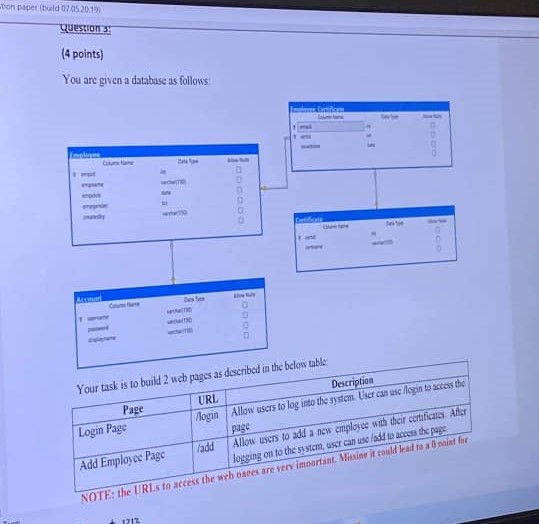 tion paper (build 07.05.20.19)
Question 3:
(4 points)
You are given a database as follows:
Employee Certificate
Column Name Data Type Allow Nulls
empid int
certid int
date
Employee
Column Name Data Type Allow Nulls
empid int
empname varchar(150)
empdob date
empgender bit
createdby varchar(150)
Certificate
Column Name Data Type Allow Nulls
certid int
certname
Account
Column Name Data Type Allow Nulls
username varchar(150)
password varchar(150)
displayname varchar(150)
Your task is to build 2 web pages as described in the below table:
Page URL Description
Login Page /login Allow users to log into the system. User can use /login to access the
page
Add Employee Page /add Allow users to add a new employee with their certificates. After
logging on to the system, user can use /add to access the page
NOTE: the URLs to access the web pages are very important. Missing it could lead to a 0 point for